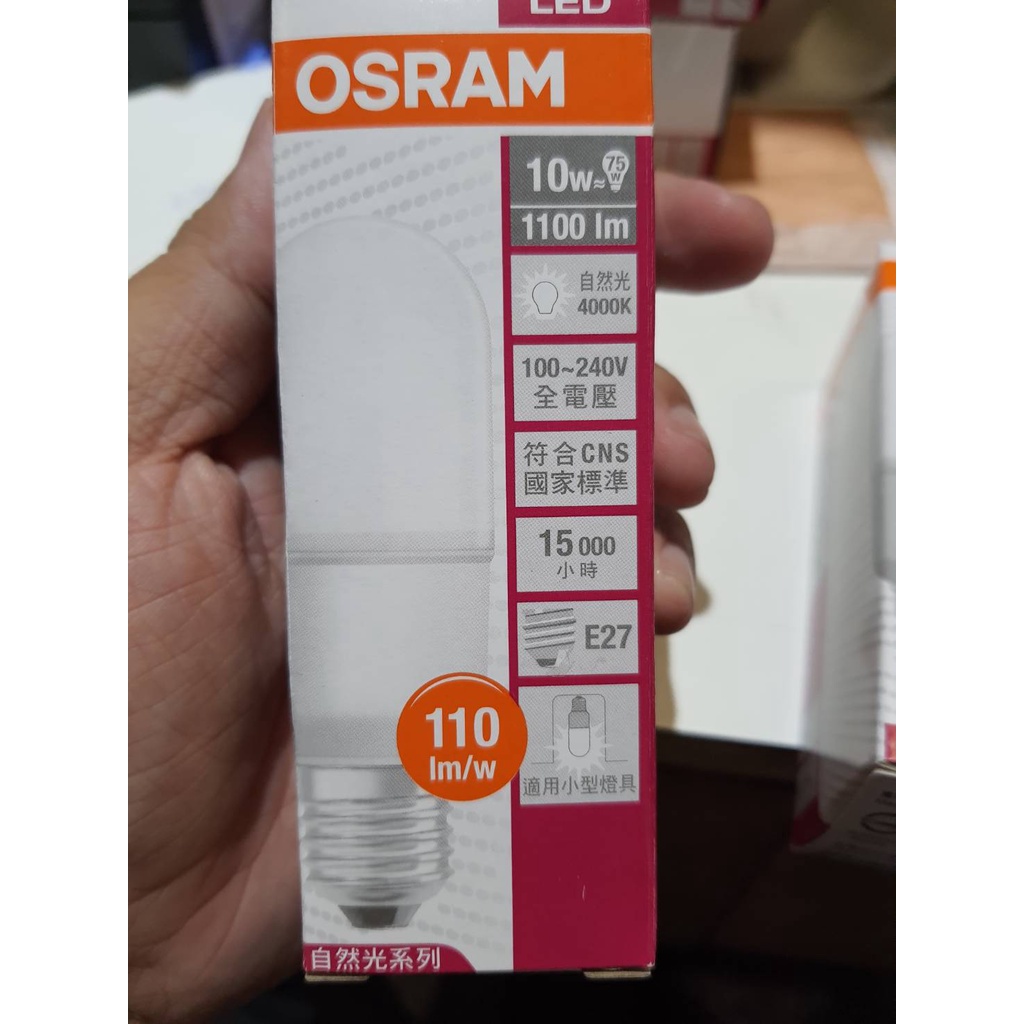 LED
OSRAM
10w≈75w
1100 lm
自然光
4000K
100~240V
全電壓
符合CNS
國家標準
15 000
小時
E27
110
lm/w
適用小型燈具
自然光系列